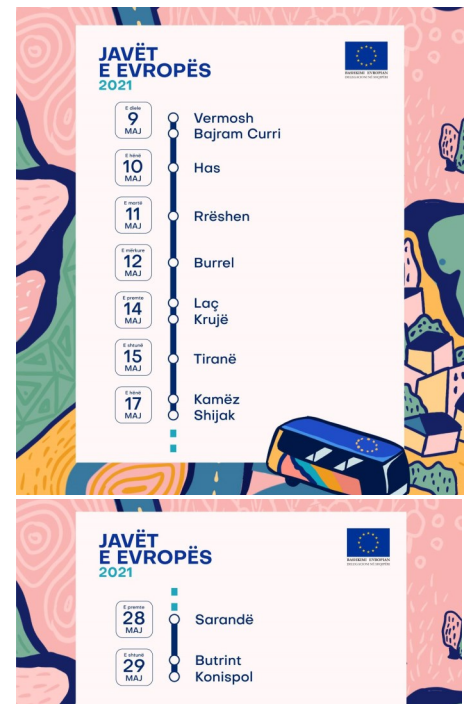 JAVËT
E EVROPËS
2021
BASHKIMI EUROPIAN
E diele
9
MAJ
Vermosh
Bajram Curri
E hënë
10
MAJ
Has
E martë
11
MAJ
Rrëshen
E mërkure
12
MAJ
Burrel
E premte
14
MAJ
Laç
Krujë
E shtunë
15
MAJ
Tiranë
E hënë
17
MAJ
Kamëz
Shijak
JAVËT
E EVROPËS
2021
BASHKIMI EUROPIAN
E premte
28
MAJ
Sarandë
E shtunë
29
MAJ
Butrint
Konispol